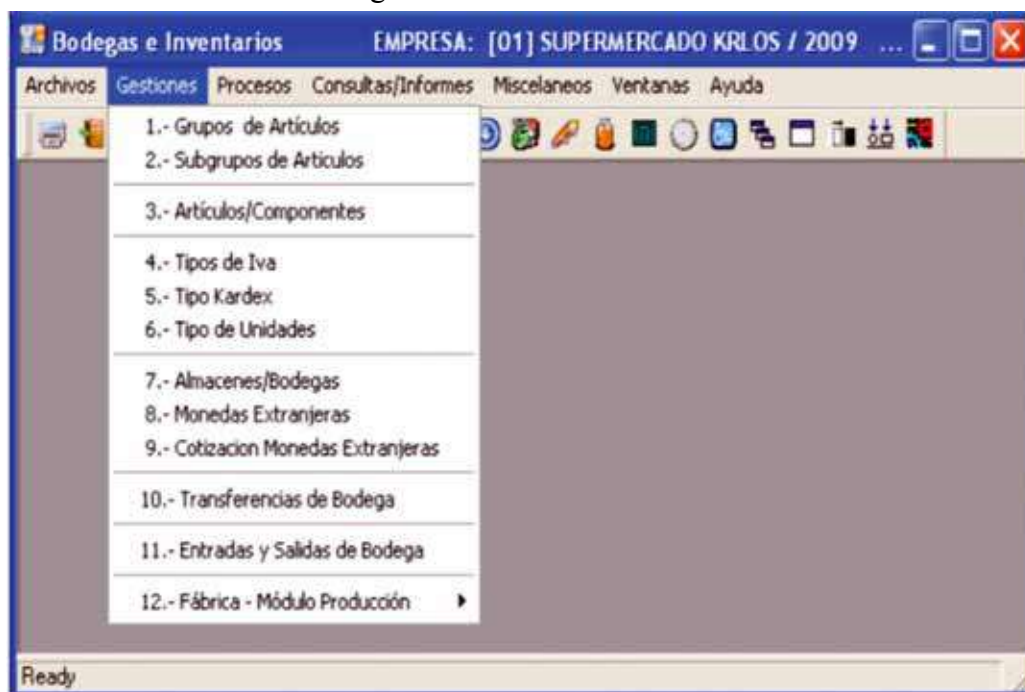 Bodegas e Inventarios EMPRESA: [01] SUPERMERCADO KRLOS / 2009 ...
Archivos Gestiones Procesos Consultas/Informes Miscelaneos Ventanas Ayuda
1.- Grupos de Artículos
2.- Subgrupos de Artículos
3.- Artículos/Componentes
4.- Tipos de Iva
5.- Tipo Kardex
6.- Tipo de Unidades
7.- Almacenes/Bodegas
8.- Monedas Extranjeras
9.- Cotizacion Monedas Extranjeras
10.- Transferencias de Bodega
11.- Entradas y Salidas de Bodega
12.- Fábrica - Módulo Producción
Ready